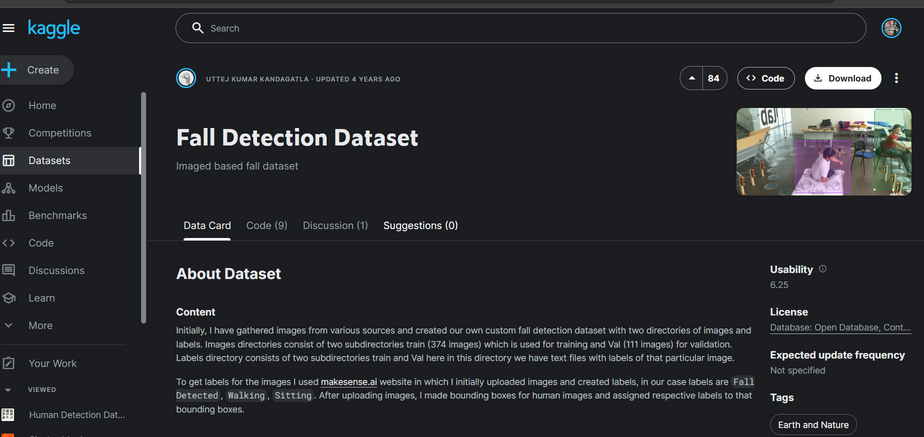 kaggle
Search
Create
Home
Competitions
Datasets
Models
Benchmarks
Code
Discussions
Learn
More
Your Work
VIEWED
Human Detection Dat...
UTTEJ KUMAR KANDAGATLA · UPDATED 4 YEARS AGO
84
Code
Download
Fall Detection Dataset
Imaged based fall dataset
Data Card
Code (9)
Discussion (1)
Suggestions (0)
About Dataset
Content
Initially, I have gathered images from various sources and created our own custom fall detection dataset with two directories of images and
labels. Images directories consist of two subdirectories train (374 images) which is used for training and Val (111 images) for validation.
Labels directory consists of two subdirectories train and Val here in this directory we have text files with labels of that particular image.
To get labels for the images I used makesense.ai website in which I initially uploaded images and created labels, in our case labels are Fall
Detected, Walking, Sitting. After uploading images, I made bounding boxes for human images and assigned respective labels to that
bounding boxes.
Usability
6.25
License
Database: Open Database, Cont...
Expected update frequency
Not specified
Tags
Earth and Nature